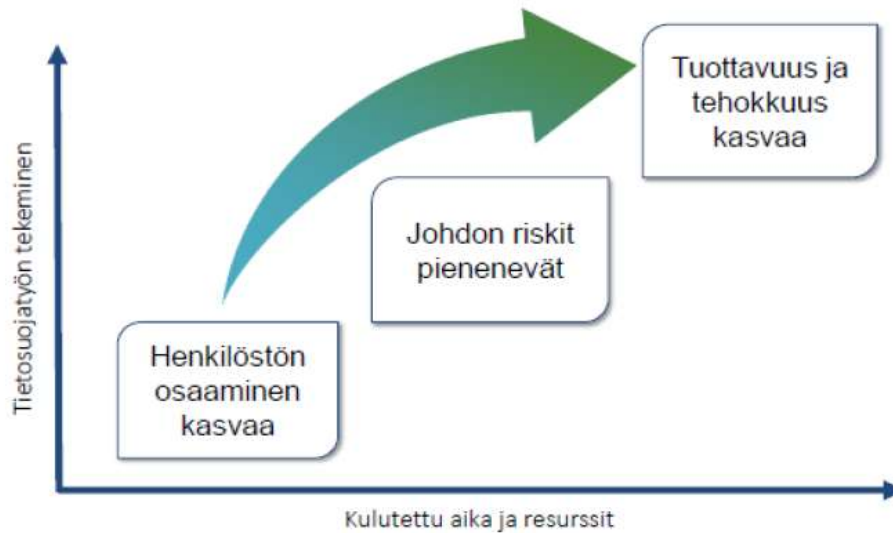 Tietosuojatyön tekeminen
Tuottavuus ja
tehokkuus
kasvaa
Johdon riskit
pienenevät
Henkilöstön
osaaminen
kasvaa
Kulutettu aika ja resurssit